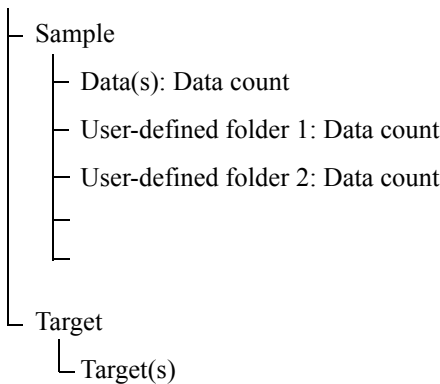 Sample
Data(s): Data count
User-defined folder 1: Data count
User-defined folder 2: Data count
Target
Target(s)